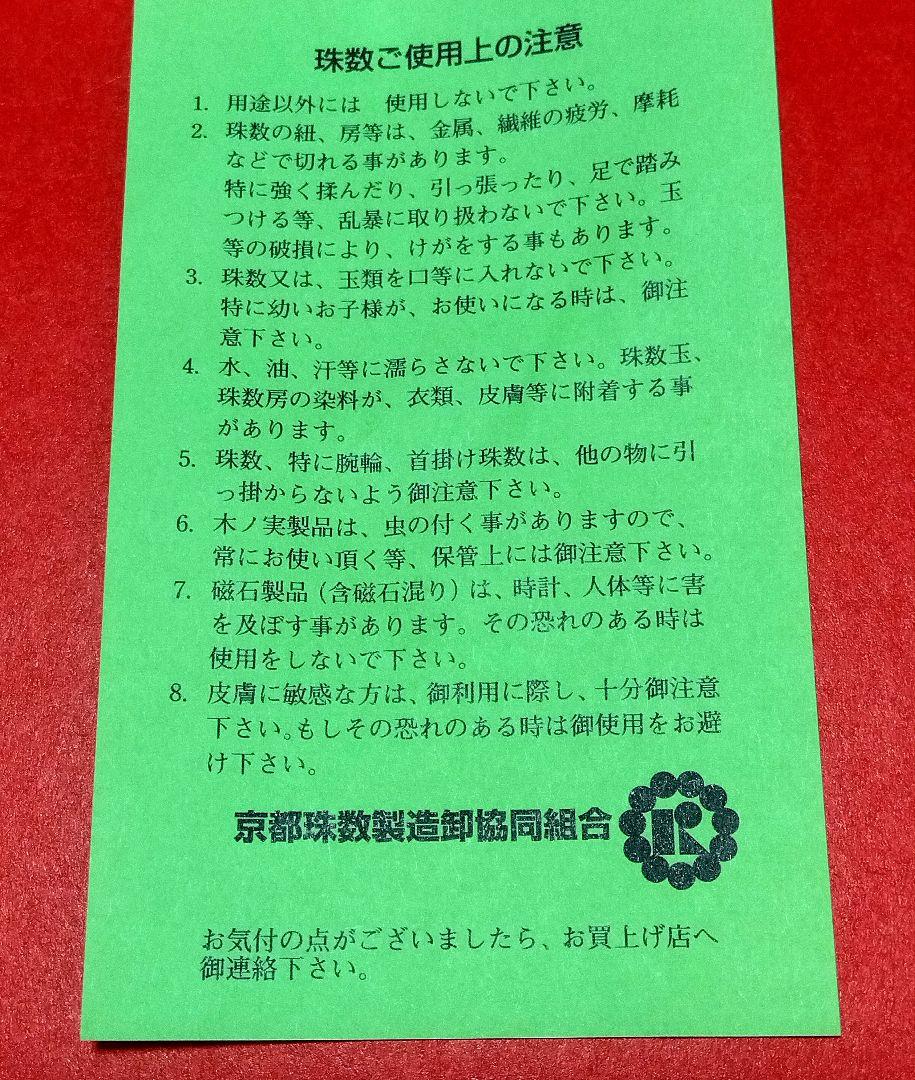 珠数ご使用上の注意
1. 用途以外には　使用しないで下さい。
2. 珠数の紐、房等は、金属、繊維の疲労、摩耗
などで切れる事があります。
特に強く揉んだり、引っ張ったり、足で踏み
つける等、乱暴に取り扱わないで下さい。玉
等の破損により、けがをする事もあります。
3. 珠数又は、玉類を口等に入れないで下さい。
特に幼いお子様が、お使いになる時は、御注
意下さい。
4. 水、油、汗等に濡らさないで下さい。珠数玉、
珠数房の染料が、衣類、皮膚等に附着する事
があります。
5. 珠数、特に腕輪、首掛け珠数は、他の物に引
っ掛からないよう御注意下さい。
6. 木ノ実製品は、虫の付く事がありますので、
常にお使い頂く等、保管上には御注意下さい。
7. 磁石製品（含磁石混り）は、時計、人体等に害
を及ぼす事があります。その恐れのある時は
使用をしないで下さい。
8. 皮膚に敏感な方は、御利用に際し、十分御注意
下さい。もしその恐れのある時は御使用をお避
け下さい。
京都珠数製造卸協同組合 R
お気付の点がございましたら、お買上げ店へ
御連絡下さい。